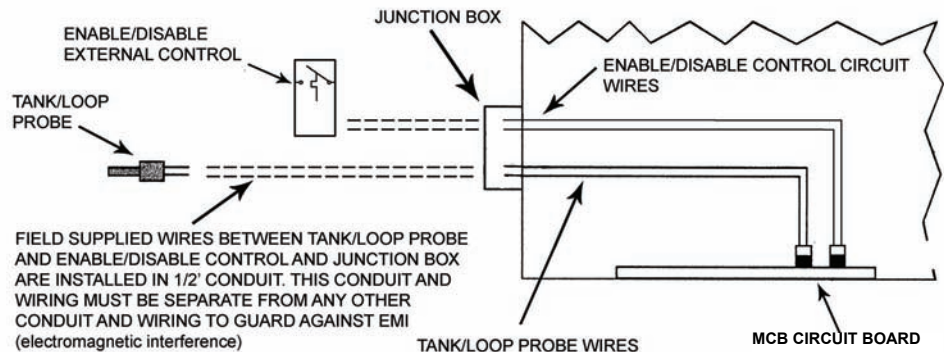 JUNCTION BOX
ENABLE/DISABLE
EXTERNAL CONTROL
ENABLE/DISABLE CONTROL CIRCUIT
WIRES
TANK/LOOP
PROBE
FIELD SUPPLIED WIRES BETWEEN TANK/LOOP PROBE
AND ENABLE/DISABLE CONTROL AND JUNCTION BOX
ARE INSTALLED IN 1/2' CONDUIT. THIS CONDUIT AND
WIRING MUST BE SEPARATE FROM ANY OTHER
CONDUIT AND WIRING TO GUARD AGAINST EMI
(electromagnetic interference)
TANK/LOOP PROBE WIRES
MCB CIRCUIT BOARD